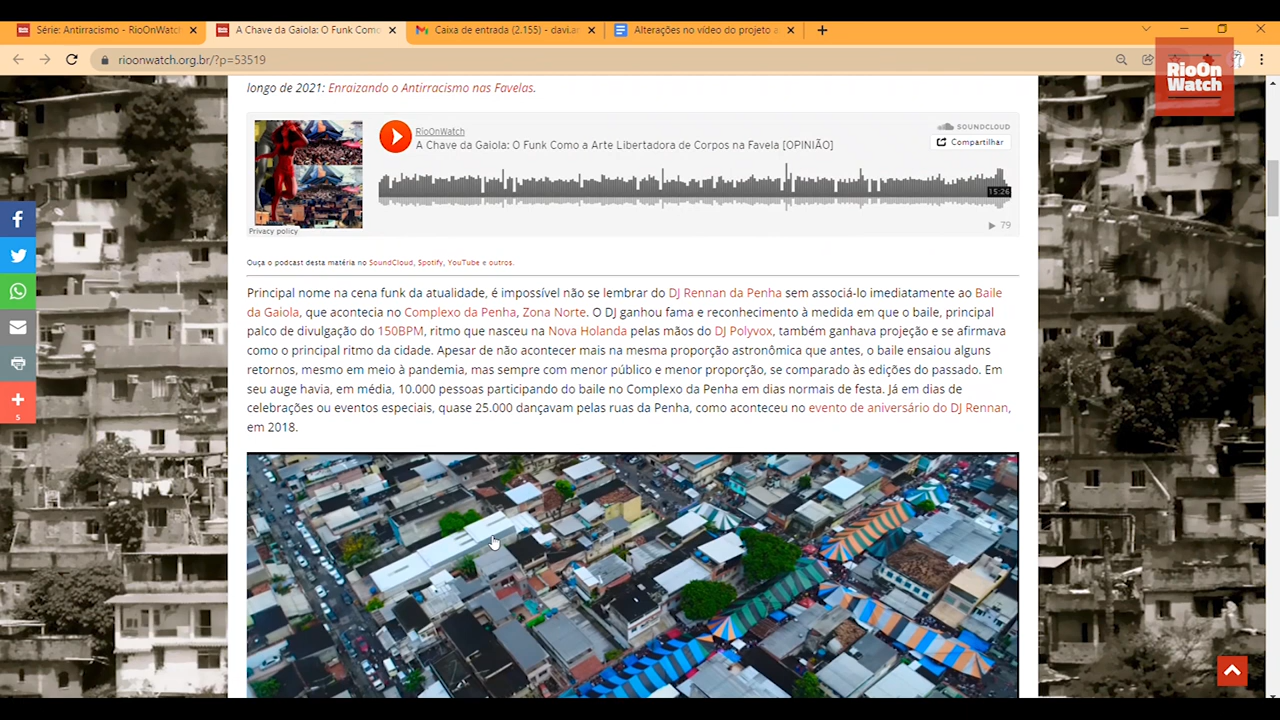 Série: Antirracismo - RioOnWatch
A Chave da Gaiola: O Funk Como
Caixa de entrada (2.155) - davi.ar
Alterações no vídeo do projeto a
rioonwatch.org.br/?p=53519
RioOn
Watch
longo de 2021: Enraizando o Antirracismo nas Favelas.
RioOnWatch
SOUNDCLOUD
A Chave da Gaiola: O Funk Como a Arte Libertadora de Corpos na Favela [OPINIÃO]
Compartilhar
15:26
79
Privacy policy
Ouça o podcast desta matéria no SoundCloud, Spotify, YouTube e outros.
Principal nome na cena funk da atualidade, é impossível não se lembrar do DJ Rennan da Penha sem associá-lo imediatamente ao Baile
da Gaiola, que acontecia no Complexo da Penha, Zona Norte. O DJ ganhou fama e reconhecimento à medida em que o baile, principal
palco de divulgação do 150BPM, ritmo que nasceu na Nova Holanda pelas mãos do DJ Polyvox, também ganhava projeção e se afirmava
como o principal ritmo da cidade. Apesar de não acontecer mais na mesma proporção astronômica que antes, o baile ensaiou alguns
retornos, mesmo em meio à pandemia, mas sempre com menor público e menor proporção, se comparado às edições do passado. Em
seu auge havia, em média, 10.000 pessoas participando do baile no Complexo da Penha em dias normais de festa. Já em dias de
celebrações ou eventos especiais, quase 25.000 dançavam pelas ruas da Penha, como aconteceu no evento de aniversário do DJ Rennan,
em 2018.
5